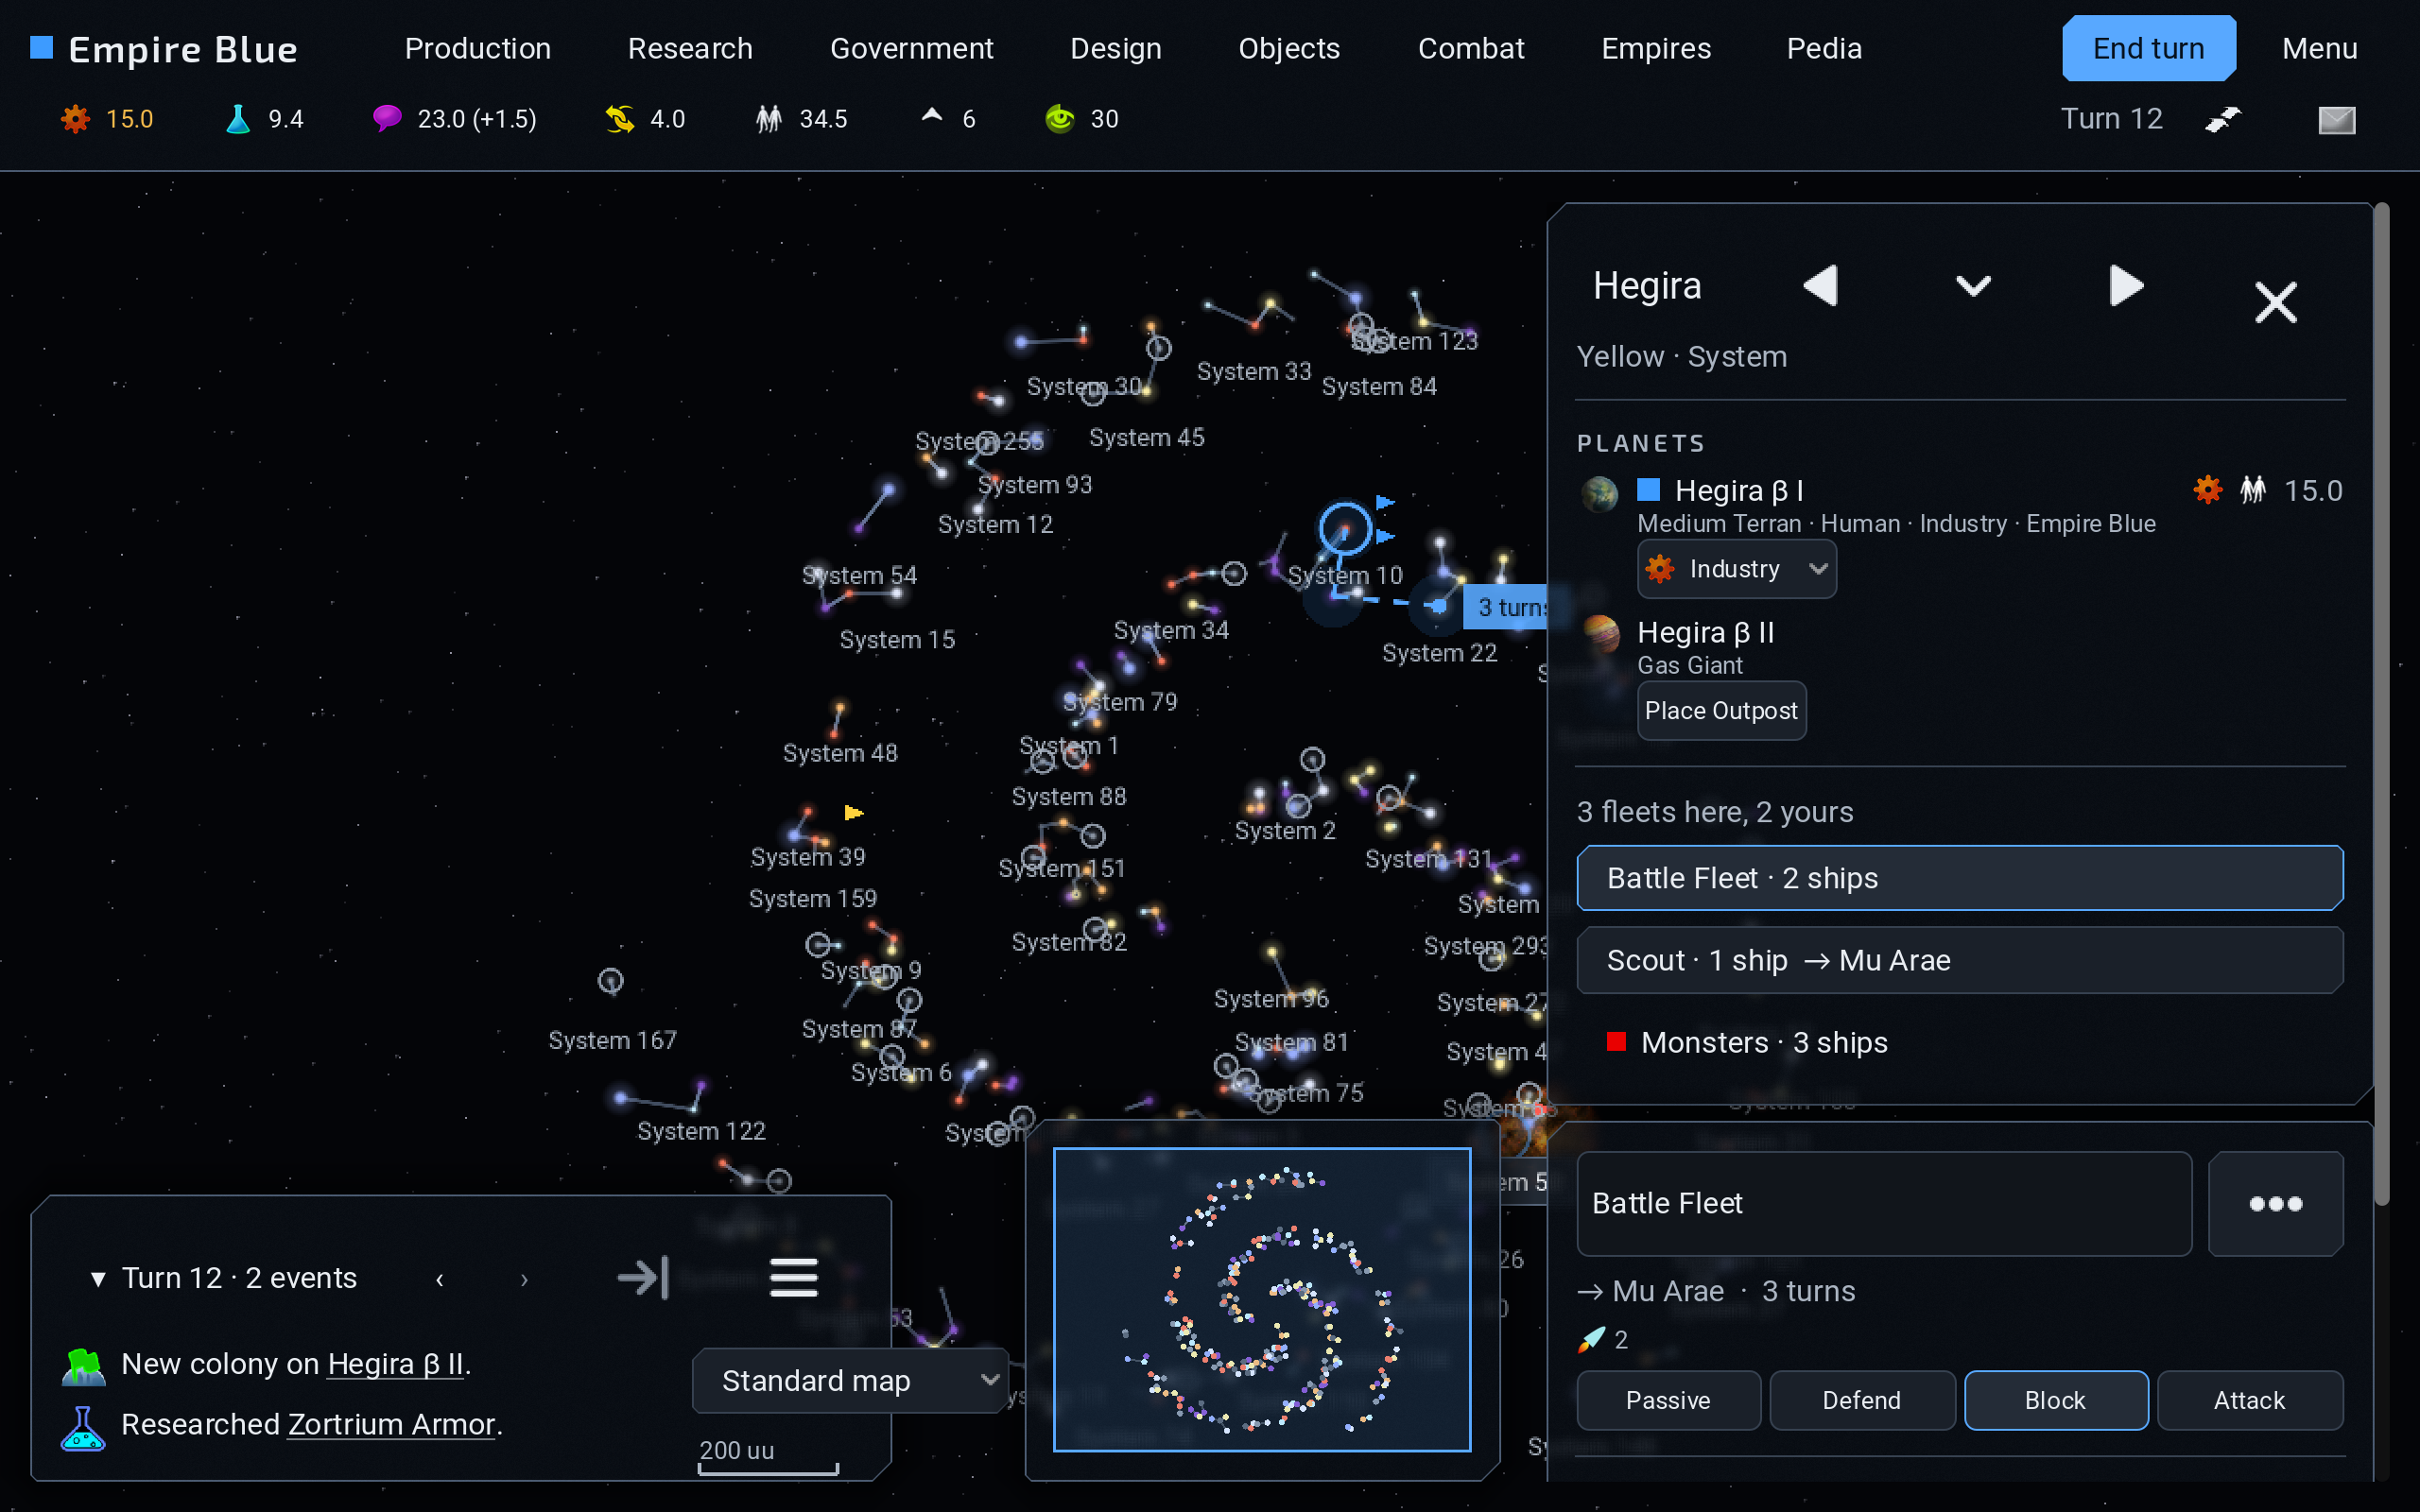 Empire Blue
Production
Research
Government
Design
Objects
Combat
Empires
Pedia
End turn
Menu
15.0
9.4
23.0 (+1.5)
4.0
34.5
6
30
Turn 12
System 123
System 33
System 84
System 30
System 45
System 255
System 93
System 12
System 54
System 10
System 15
System 34
3 turns
System 22
System 79
System 48
System 1
System 88
System 2
System 39
System 151
System 131
System 159
System
System 82
System 293
System 9
System 96
System 27
System 87
System 167
System 81
System 4
System 6
System 75
System 122
Hegira
Yellow · System
PLANETS
Hegira β I
15.0
Medium Terran · Human · Industry · Empire Blue
Industry
Hegira β II
Gas Giant
Place Outpost
3 fleets here, 2 yours
Battle Fleet · 2 ships
Scout · 1 ship → Mu Arae
Monsters · 3 ships
Battle Fleet
→ Mu Arae · 3 turns
2
Passive
Defend
Block
Attack
▾ Turn 12 · 2 events
New colony on Hegira β II.
Researched Zortrium Armor.
Standard map
200 uu